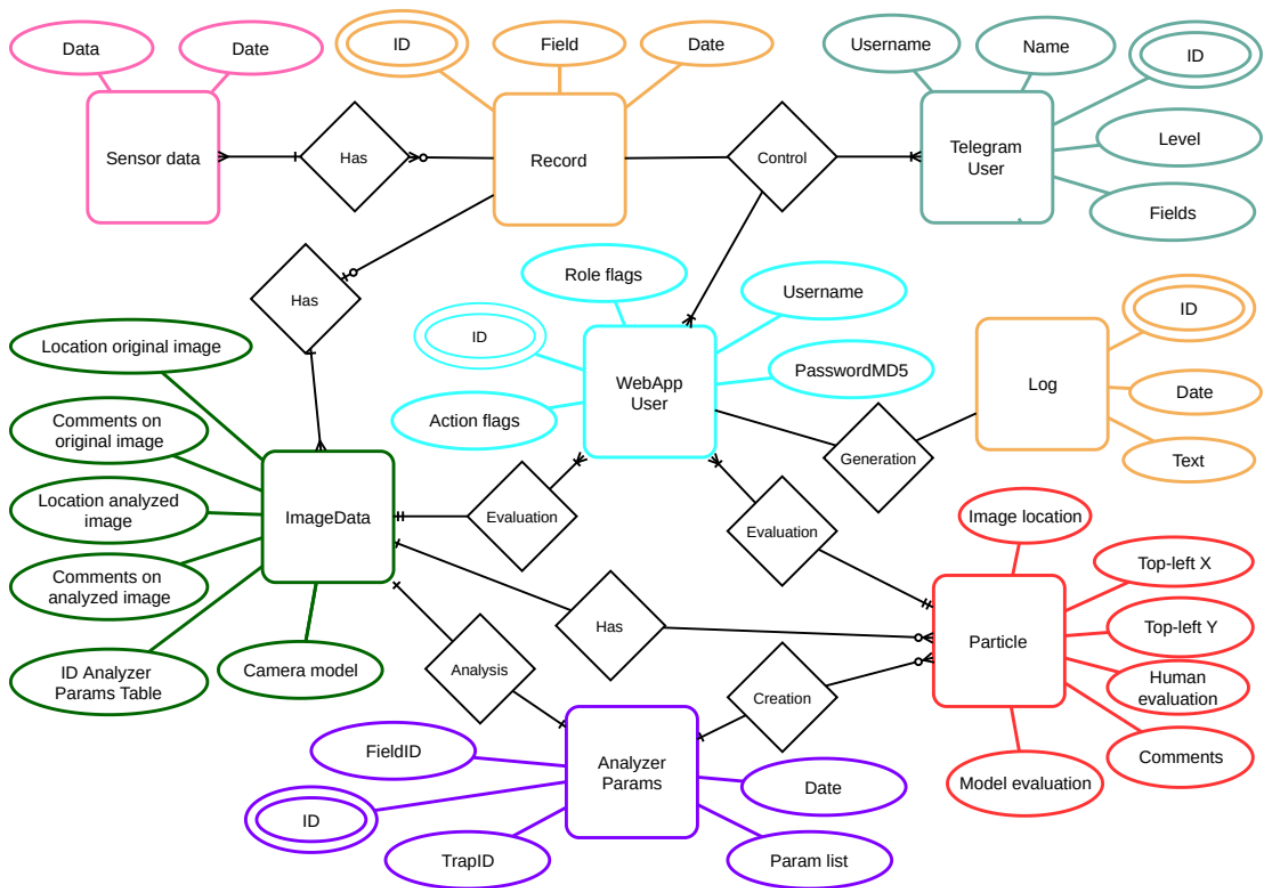 Data
Date
ID
Field
Date
Username
Name
ID
Sensor data
Has
Record
Control
Telegram
User
Level
Fields
Has
Role flags
Username
ID
Location original image
ID
WebApp
User
PasswordMD5
Log
Date
Comments on
original image
Action flags
Generation
Text
Location analyzed
image
ImageData
Evaluation
Evaluation
Image location
Comments on
analyzed image
Top-left X
Has
Particle
Top-left Y
ID Analyzer
Params Table
Camera model
Analysis
Creation
Human
evaluation
FieldID
Analyzer
Params
Date
Model evaluation
Comments
ID
TrapID
Param list